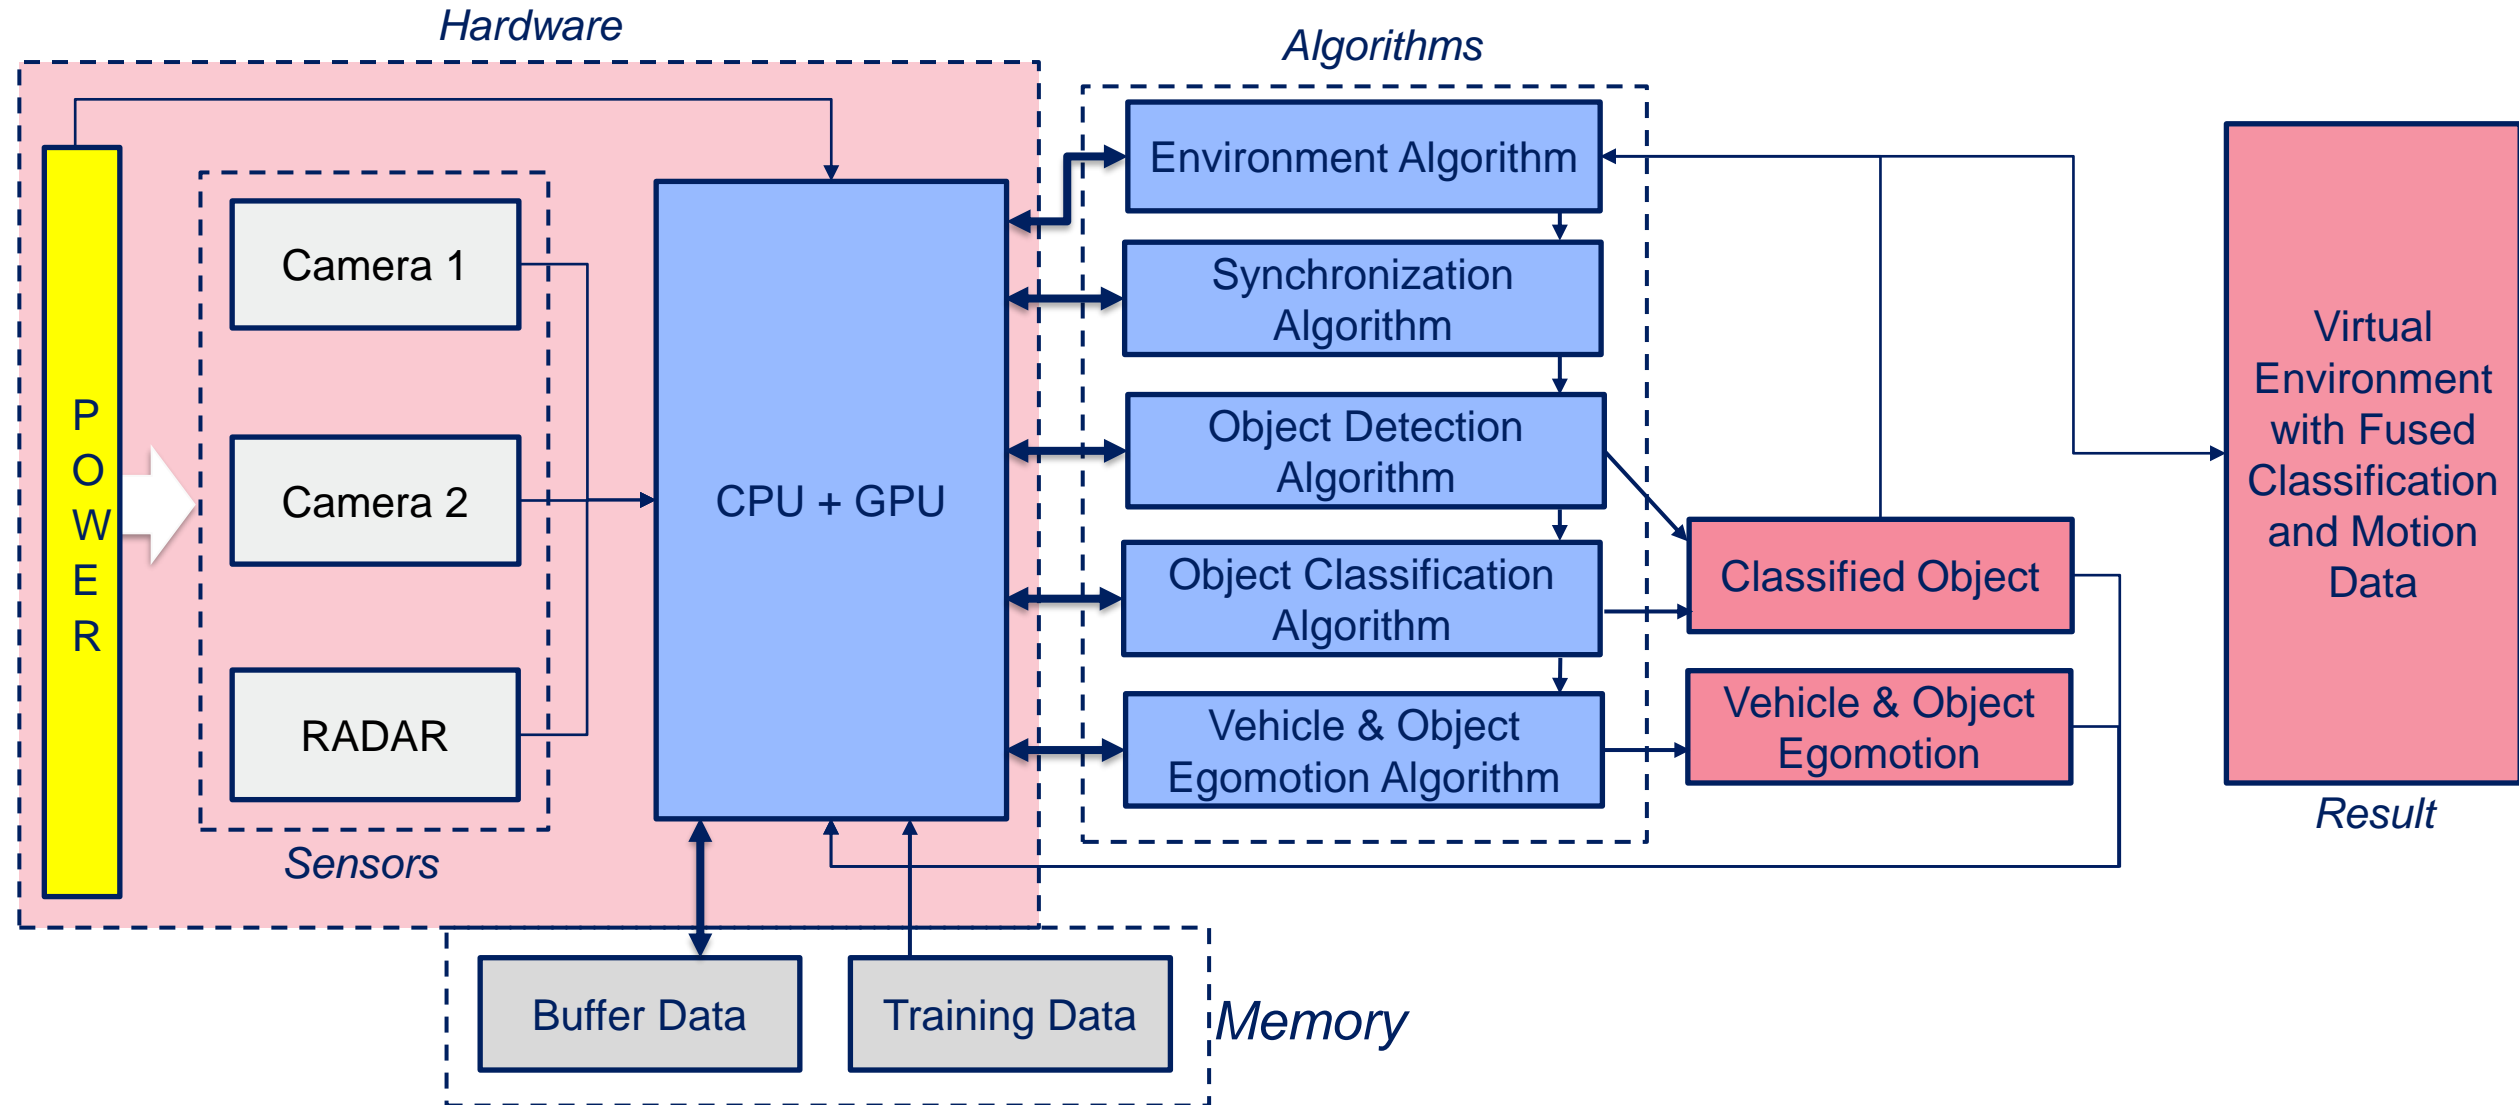 Hardware
Algorithms
P
O
W
E
R
Camera 1
Camera 2
RADAR
Sensors
CPU + GPU
Environment Algorithm
Synchronization
Algorithm
Object Detection
Algorithm
Object Classification
Algorithm
Vehicle & Object
Egomotion Algorithm
Classified Object
Vehicle & Object
Egomotion
Virtual
Environment
with Fused
Classification
and Motion
Data
Result
Buffer Data
Training Data
Memory